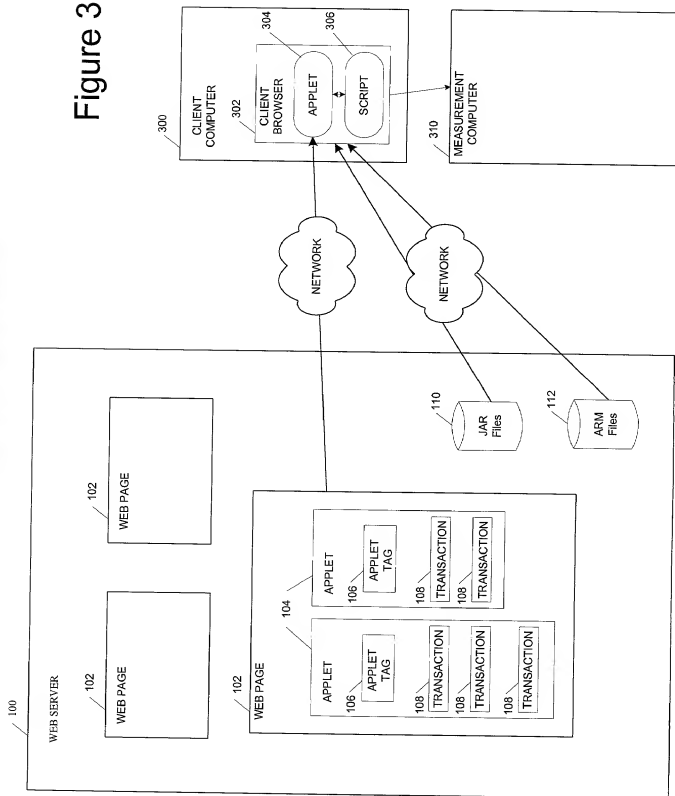 Figure 3
100
WEB SERVER
102
WEB PAGE
102
WEB PAGE
102
WEB PAGE
104
APPLET
106
APPLET
TAG
108
TRANSACTION
108
TRANSACTION
108
TRANSACTION
APPLET
106
APPLET
TAG
108
TRANSACTION
108
TRANSACTION
110
JAR
Files
112
ARM
Files
NETWORK
NETWORK
300
CLIENT
COMPUTER
302
CLIENT
BROWSER
304
APPLET
306
SCRIPT
310
MEASUREMENT
COMPUTER